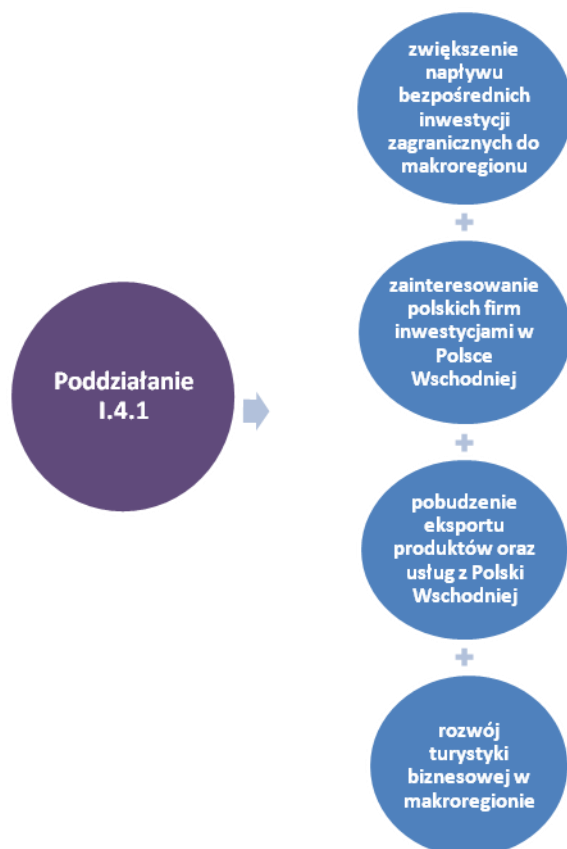 Poddziałanie
I.4.1
zwiększenie
napływu
bezpośrednich
inwestycji
zagranicznych do
makroregionu
+
zainteresowanie
polskich firm
inwestycjami w
Polsce
Wschodniej
+
pobudzenie
eksportu
produktów oraz
usług z Polski
Wschodniej
+
rozwój
turystyki
biznesowej w
makroregionie